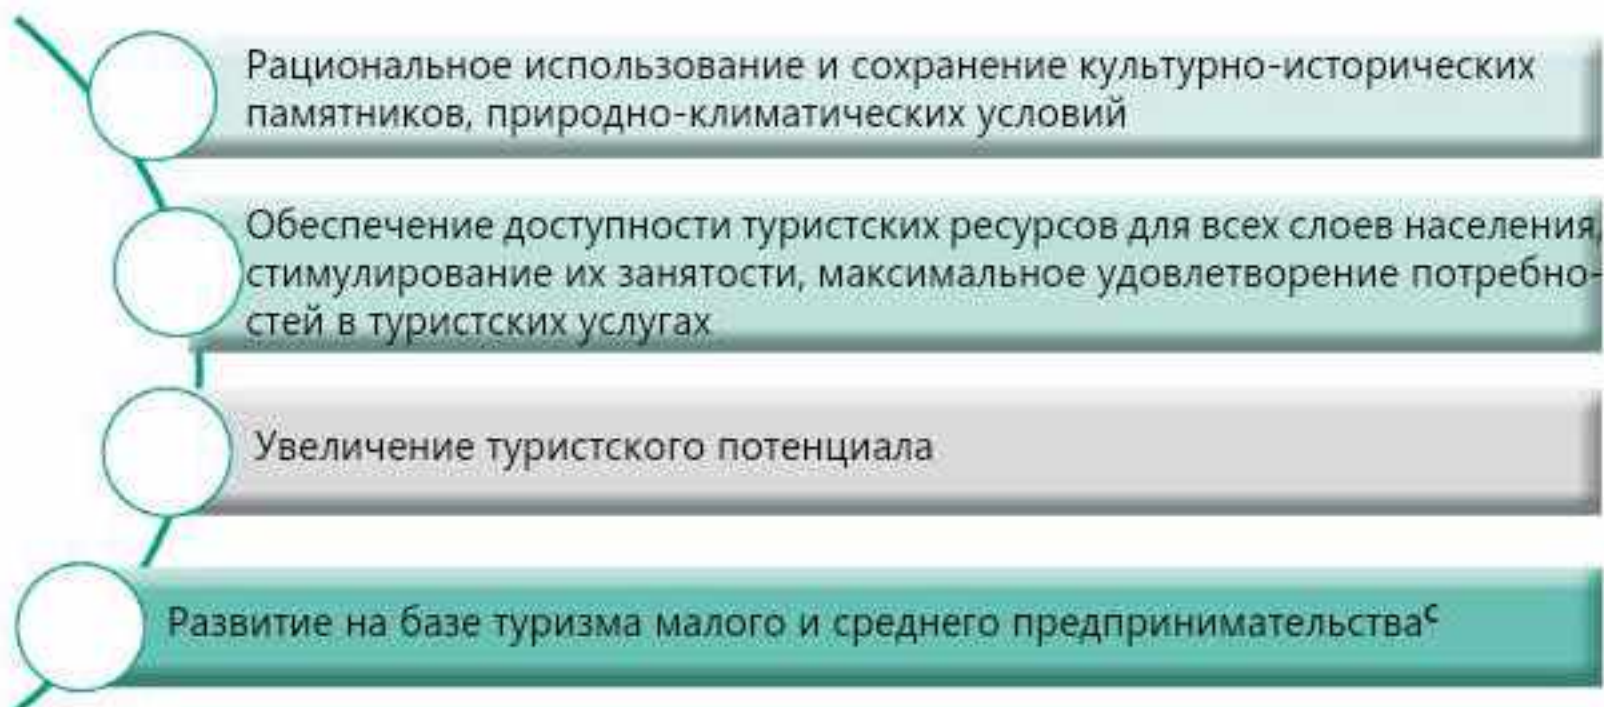 Рациональное использование и сохранение культурно-исторических
памятников, природно-климатических условий
Обеспечение доступности туристских ресурсов для всех слоев населения,
стимулирование их занятости, максимальное удовлетворение потребно-
стей в туристских услугах
Увеличение туристского потенциала
Развитие на базе туризма малого и среднего предпринимательстваς